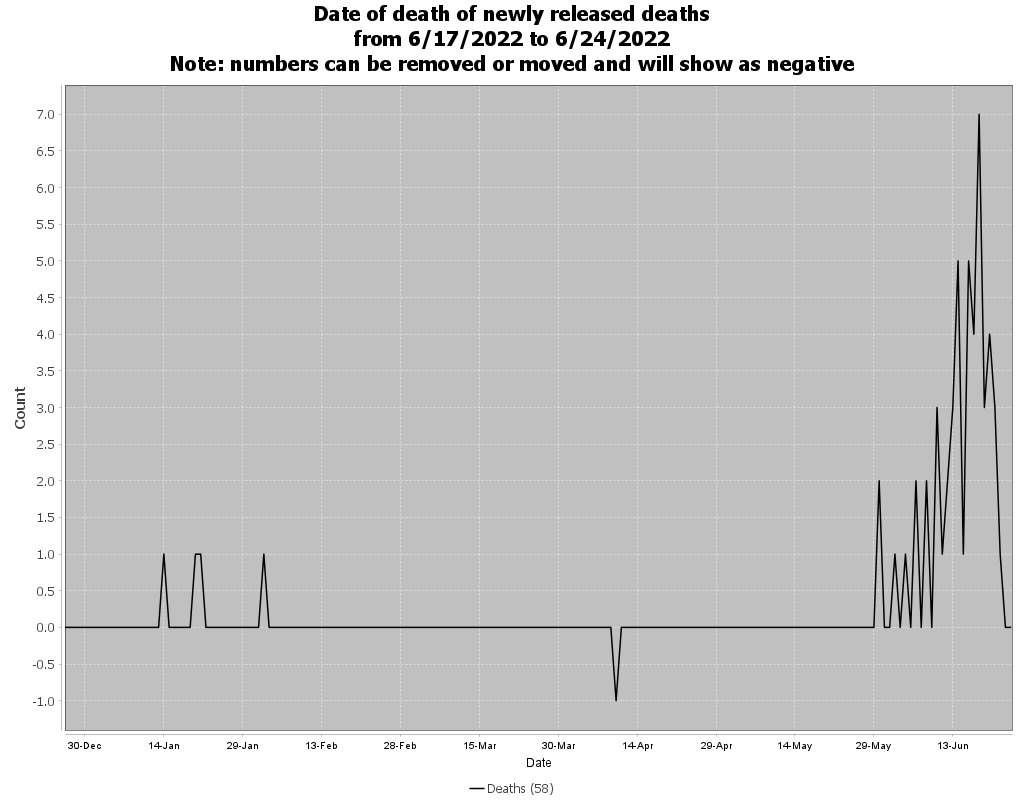 Date of death of newly released deaths
from 6/17/2022 to 6/24/2022
Note: numbers can be removed or moved and will show as negative
7.0
6.5
6.0
5.5
5.0
4.5
4.0
3.5
3.0
2.5
2.0
1.5
1.0
0.5
0.0
-0.5
-1.0
Count
30-Dec 14-Jan 29-Jan 13-Feb 28-Feb 15-Mar 30-Mar 14-Apr 29-Apr 14-May 29-May 13-Jun
Date
Deaths (58)